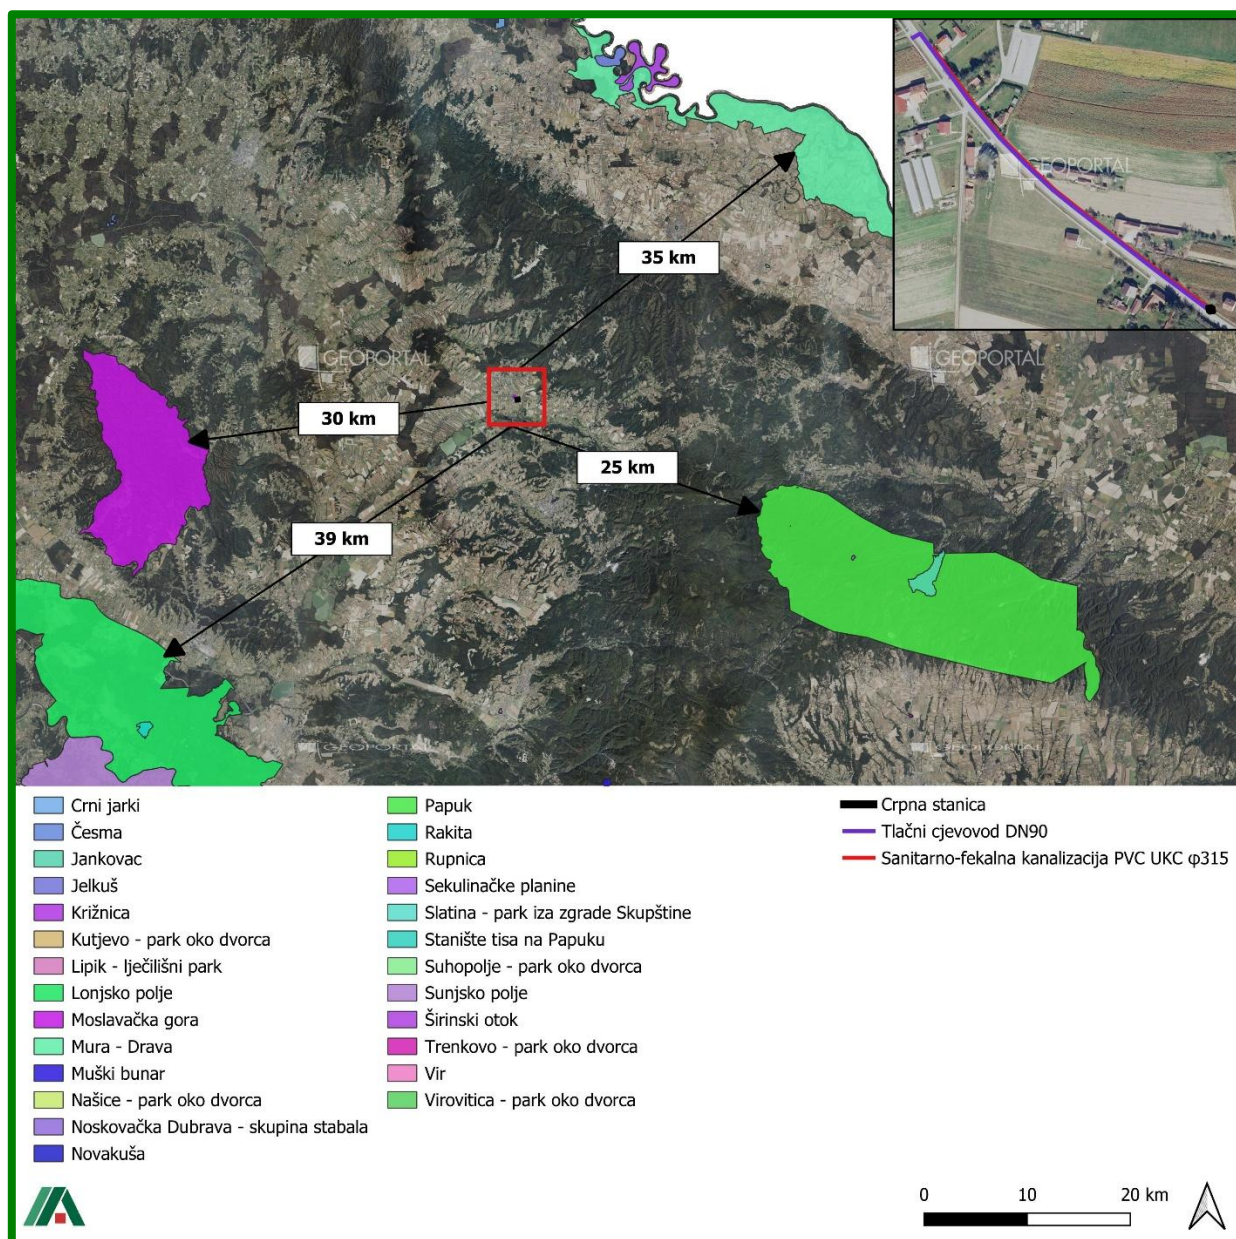 GEOPORTAL
35 km
GEOPORTAL
GEOPORTAL
30 km
25 km
39 km
GEOPORTAL
GEOPORTAL
Crni jarki
Česma
Jankovac
Jelkuš
Križnica
Kutjevo - park oko dvorca
Lipik - lječilišni park
Lonjsko polje
Moslavačka gora
Mura - Drava
Muški bunar
Našice - park oko dvorca
Noskovačka Dubrava - skupina stabala
Novakuša
Papuk
Rakita
Rupnica
Sekulinačke planine
Slatina - park iza zgrade Skupštine
Stanište tisa na Papuku
Suhopolje - park oko dvorca
Sunjsko polje
Širinski otok
Trenkovo - park oko dvorca
Vir
Virovitica - park oko dvorca
Crpna stanica
Tlačni cjevovod DN90
Sanitarno-fekalna kanalizacija PVC UKC φ315
0 10 20 km